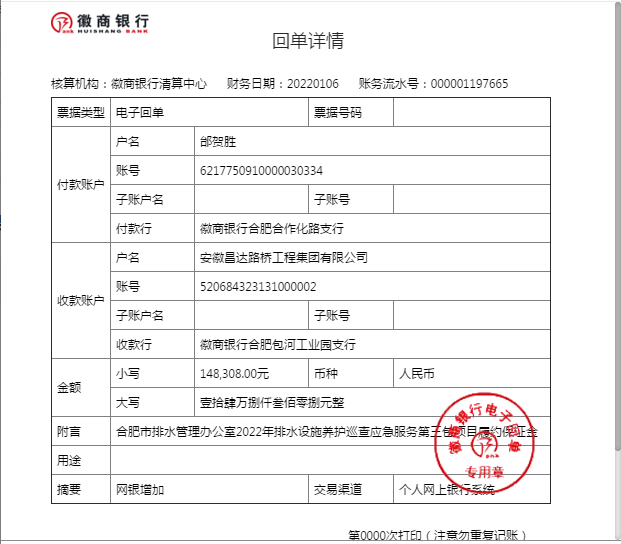 徽商银行
HUISHANG BANK
回单详情
核算机构：徽商银行清算中心 财务日期：20220106 账务流水号：000001197665
票据类型 电子回单 票据号码
付款账户
户名 邰贺胜
账号 6217750910000030334
子账户名 子账号
付款行 徽商银行合肥合作化路支行
收款账户
户名 安徽昌达路桥工程集团有限公司
账号 520684323131000002
子账户名 子账号
收款行 徽商银行合肥包河工业园支行
金额
小写 148,308.00元 币种 人民币
大写 壹拾肆万捌仟叁佰零捌元整
附言 合肥市排水管理办公室2022年排水设施养护巡查应急服务第三包项目履约保证金
用途
摘要 网银增加 交易渠道 个人网上银行系统
徽商银行电子回单
Bank
专用章
第0000次打印（注意勿重复记账）